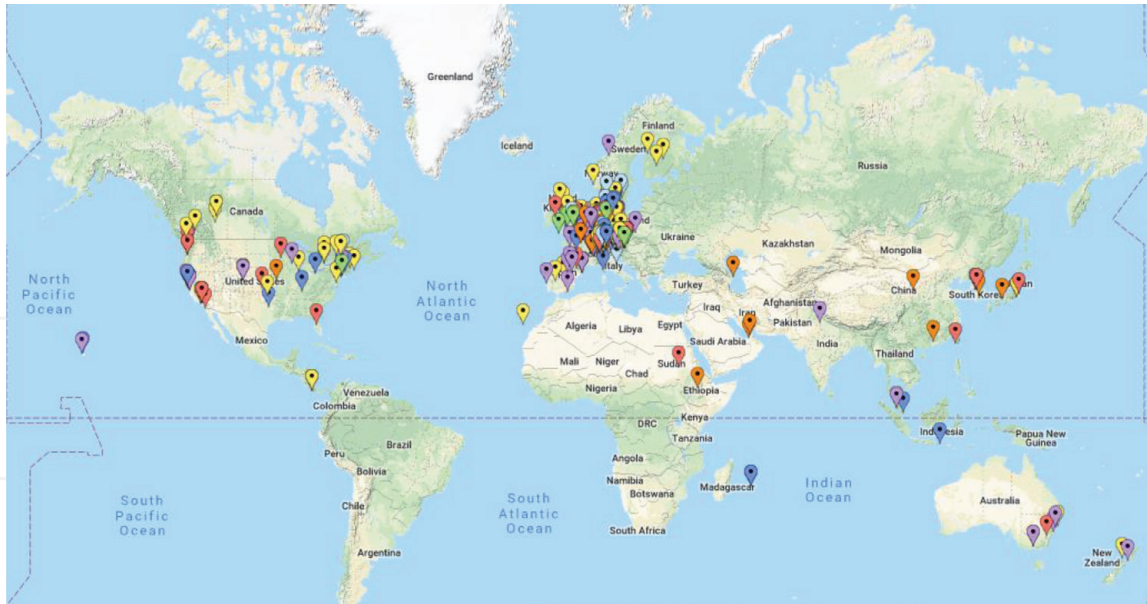 Greenland
Iceland
Finland
Sweden
Norway
Russia
Canada
Ukraine
Kazakhstan
Mongolia
Italy
North
Pacific
Ocean
United States
North
Atlantic
Ocean
Turkey
China
South Korea
Iraq
Iran
Afghanistan
Pakistan
Algeria
Libya
Egypt
Saudi Arabia
India
Mexico
Mali
Niger
Chad
Sudan
Thailand
Nigeria
Ethiopia
Venezuela
Colombia
DRC
Kenya
Indonesia
Papua New
Guinea
Tanzania
Brazil
Peru
Angola
Bolivia
Namibia
Madagascar
Indian
Ocean
Botswana
Australia
South
Pacific
Ocean
Chile
South
Atlantic
Ocean
South Africa
Argentina
New
Zealand